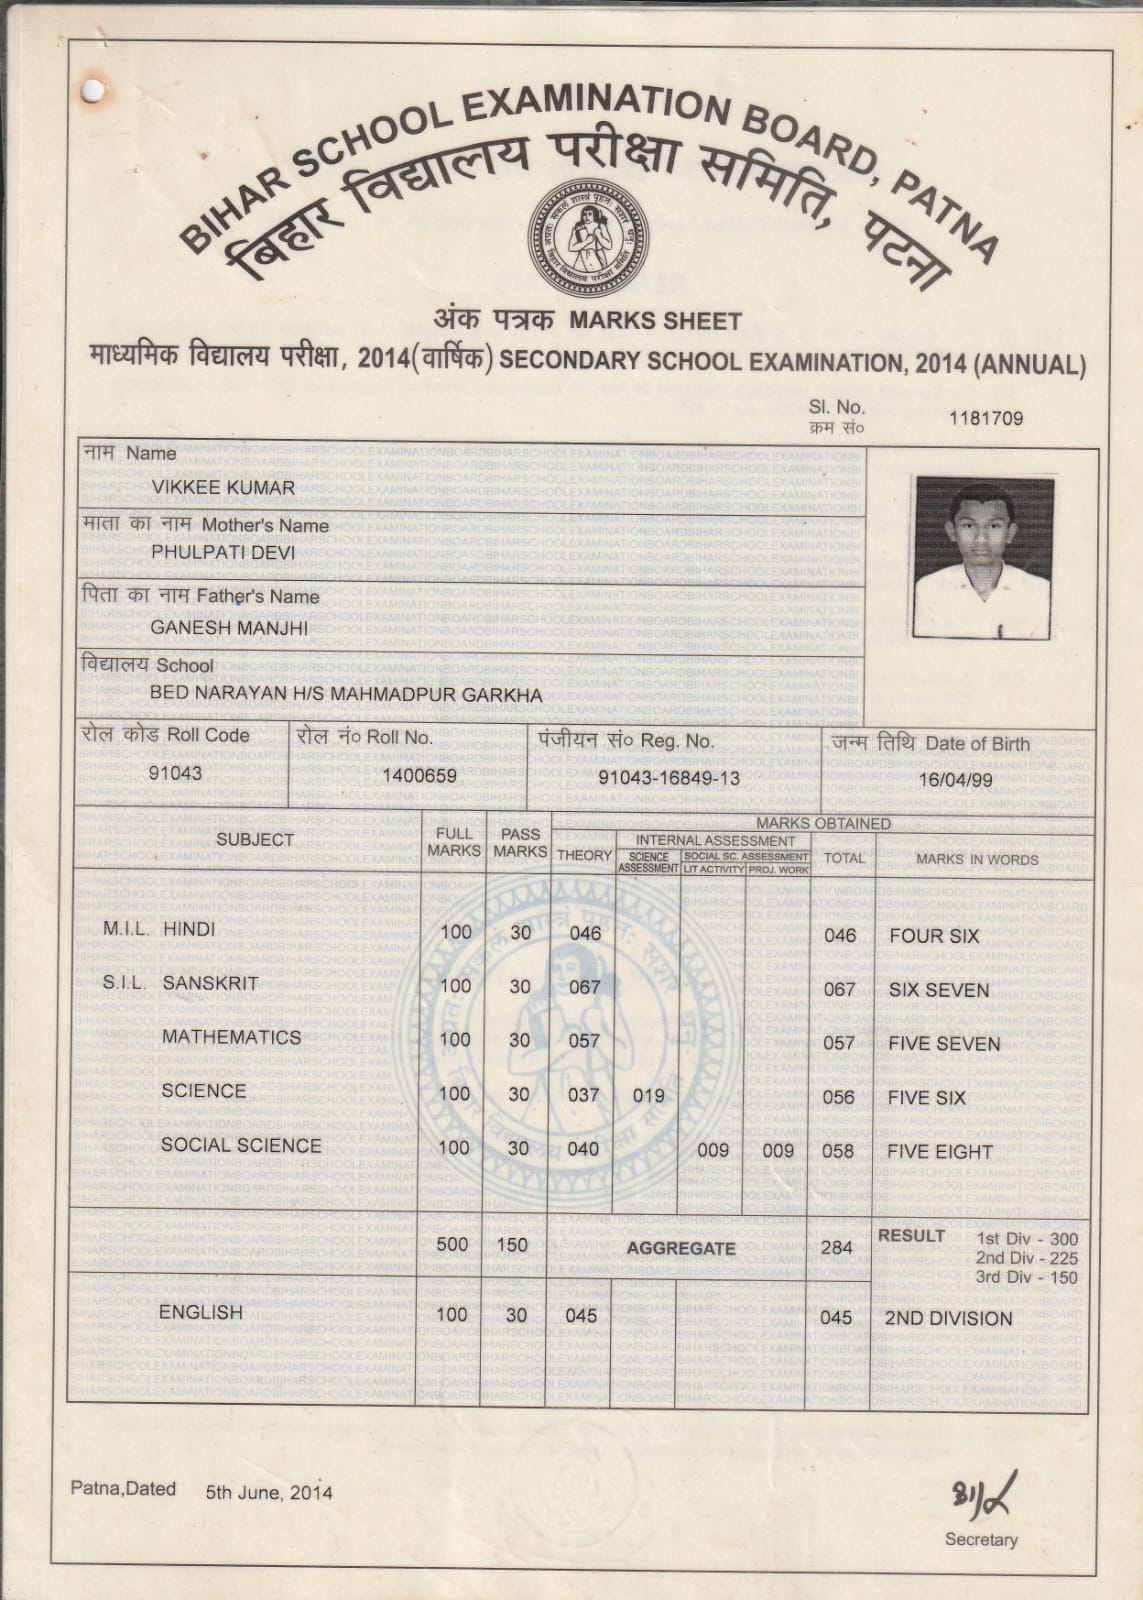 BIHAR SCHOOL EXAMINATION BOARD, PATNA
बिहार विद्यालय परीक्षा समिति, पटना
अंक पत्रक MARKS SHEET
माध्यमिक विद्यालय परीक्षा, 2014(वार्षिक) SECONDARY SCHOOL EXAMINATION, 2014 (ANNUAL)
Sl. No.
क्रम सं० 1181709
नाम Name
VIKKEE KUMAR
माता का नाम Mother's Name
PHULPATI DEVI
पिता का नाम Father's Name
GANESH MANJHI
विद्यालय School
BED NARAYAN H/S MAHMADPUR GARKHA
रोल कोड Roll Code रोल नं० Roll No. पंजीयन सं० Reg. No. जन्म तिथि Date of Birth
91043 1400659 91043-16849-13 16/04/99
SUBJECT FULL MARKS PASS MARKS MARKS OBTAINED
THEORY INTERNAL ASSESSMENT TOTAL MARKS IN WORDS
SCIENCE ASSESSMENT SOCIAL SC. ASSESSMENT
LIT ACTIVITY PROJ. WORK
M.I.L. HINDI 100 30 046 046 FOUR SIX
S.I.L. SANSKRIT 100 30 067 067 SIX SEVEN
MATHEMATICS 100 30 057 057 FIVE SEVEN
SCIENCE 100 30 037 019 056 FIVE SIX
SOCIAL SCIENCE 100 30 040 009 009 058 FIVE EIGHT
500 150 AGGREGATE 284 RESULT 1st Div - 300
2nd Div - 225
3rd Div - 150
ENGLISH 100 30 045 045 2ND DIVISION
Patna,Dated 5th June, 2014
Secretary